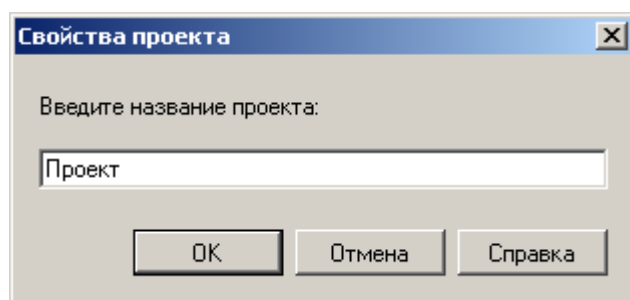 Свойства проекта
Введите название проекта:
Проект
OK Отмена Справка